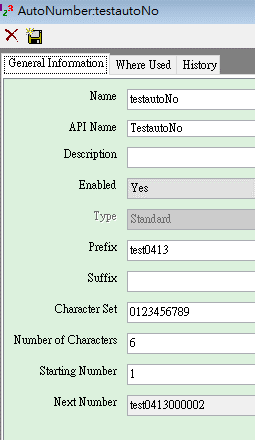 AutoNumber:testautoNo
General Information Where Used History
Name testautoNo
API Name TestautoNo
Description
Enabled Yes
Type Standard
Prefix test0413
Suffix
Character Set 0123456789
Number of Characters 6
Starting Number 1
Next Number test0413000002